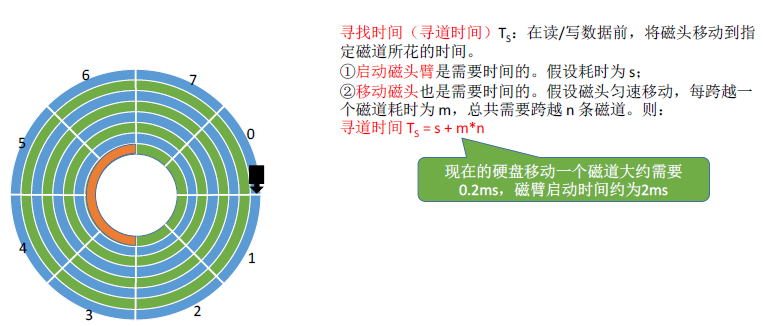 寻找时间（寻道时间）TS：在读/写数据前，将磁头移动到指
定磁道所花的时间。
①启动磁头臂是需要时间的。假设耗时为 s；
②移动磁头也是需要时间的。假设磁头匀速移动，每跨越一
个磁道耗时为 m，总共需要跨越 n 条磁道。则：
寻道时间 TS = s + m*n
现在的硬盘移动一个磁道大约需要
0.2ms，磁臂启动时间约为2ms
6
7
5
0
4
1
3
2